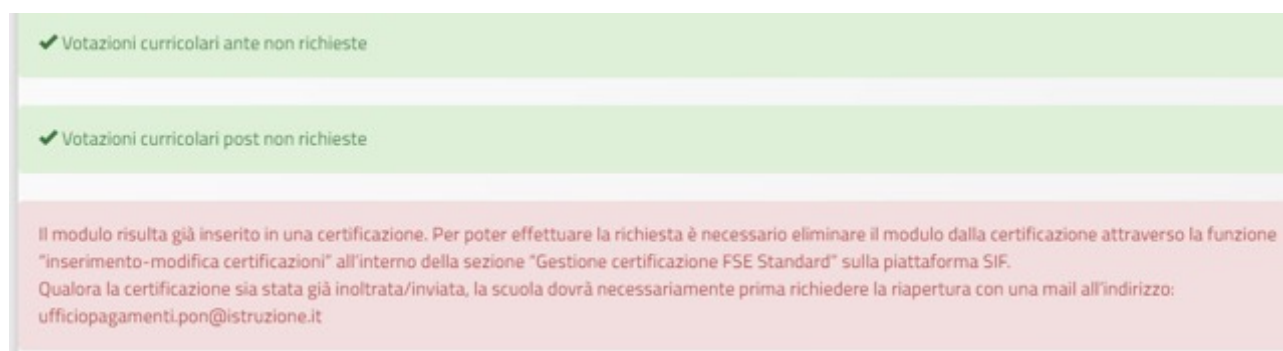 ✔ Votazioni curricolari ante non richieste
✔ Votazioni curricolari post non richieste
Il modulo risulta già inserito in una certificazione. Per poter effettuare la richiesta è necessario eliminare il modulo dalla certificazione attraverso la funzione
"inserimento-modifica certificazioni" all'interno della sezione "Gestione certificazione FSE Standard" sulla piattaforma SIF.
Qualora la certificazione sia stata già inoltrata/inviata, la scuola dovrà necessariamente prima richiedere la riapertura con una mail all'indirizzo:
ufficiopagamenti.pon@istruzione.it